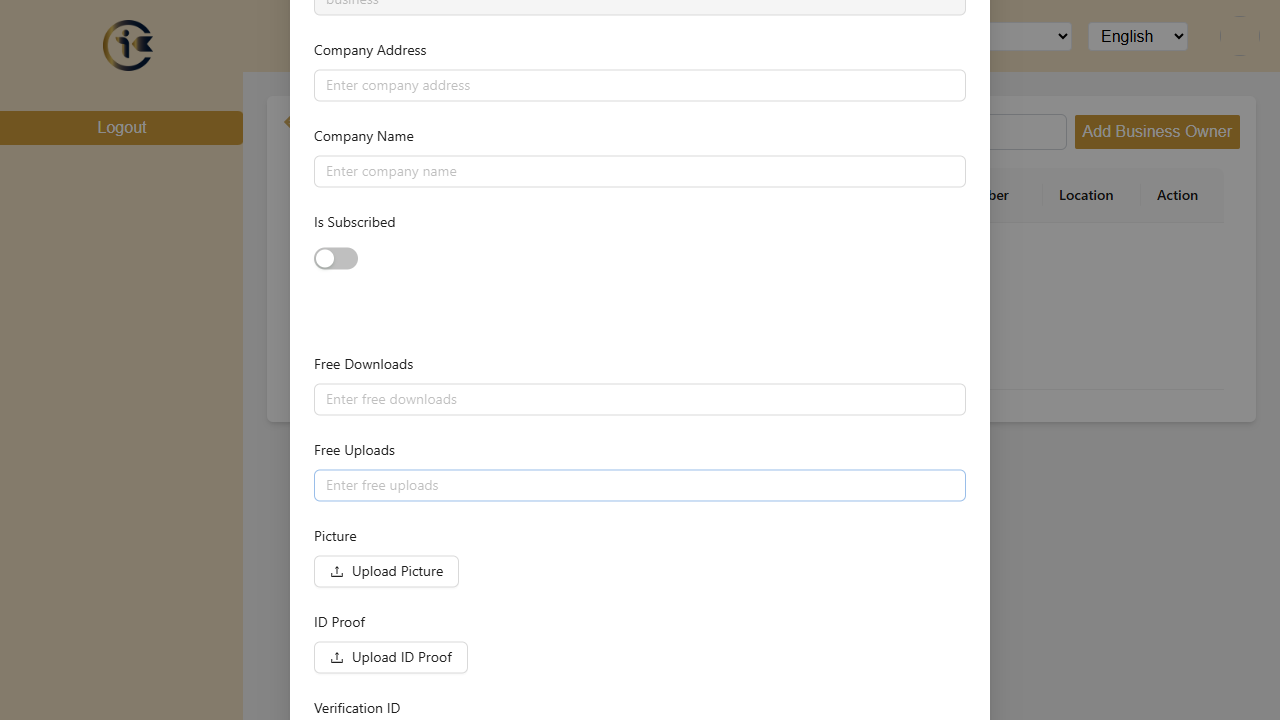 business
Company Address
Enter company address
Company Name
Enter company name
Is Subscribed
Free Downloads
Enter free downloads
Free Uploads
Enter free uploads
Picture
Upload Picture
ID Proof
Upload ID Proof
Verification ID
Logout
English
Add Business Owner
Location
Action